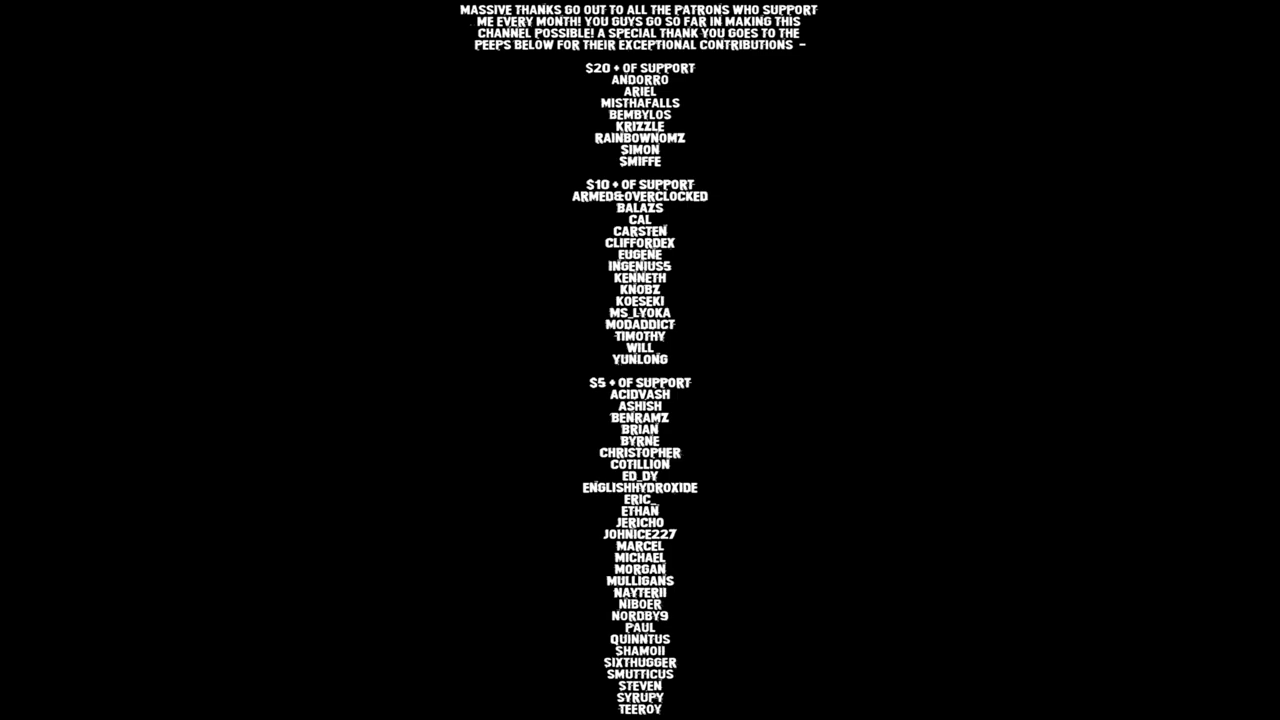 MASSIVE THANKS GO OUT TO ALL THE PATRONS WHO SUPPORT
ME EVERY MONTH! YOU GUYS GO SO FAR IN MAKING THIS
CHANNEL POSSIBLE! A SPECIAL THANK YOU GOES TO THE
PEEPS BELOW FOR THEIR EXCEPTIONAL CONTRIBUTIONS -
$20 + OF SUPPORT
ANDORRO
ARIEL
MISTHAFALLS
BEMBYLOS
KRIZZLE
RAINBOWNOMZ
SIMON
SMIFFE
$10 + OF SUPPORT
ARMED&OVERCLOCKED
BALAZS
CAL
CARSTEN
CLIFFORDEX
EUGENE
INGENIUS5
KENNETH
KNOBZ
KOESEKI
MS_LYOKA
MODADDICT
TIMOTHY
WILL
YUNLONG
$5 + OF SUPPORT
ACIDVASH
ASHISH
BENRAMZ
BRIAN
BYRNE
CHRISTOPHER
COTILLION
ED_DY
ENGLISHHYDROXIDE
ERIC_
ETHAN
JERICHO
JOHNICE227
MARCEL
MICHAEL
MORGAN
MULLIGANS
NAYTERII
NIBOER
NORDBY9
PAUL
QUINNTUS
SHAMOII
SIXTHUGGER
SMUTTICUS
STEVEN
SYRUPY
TEEROY